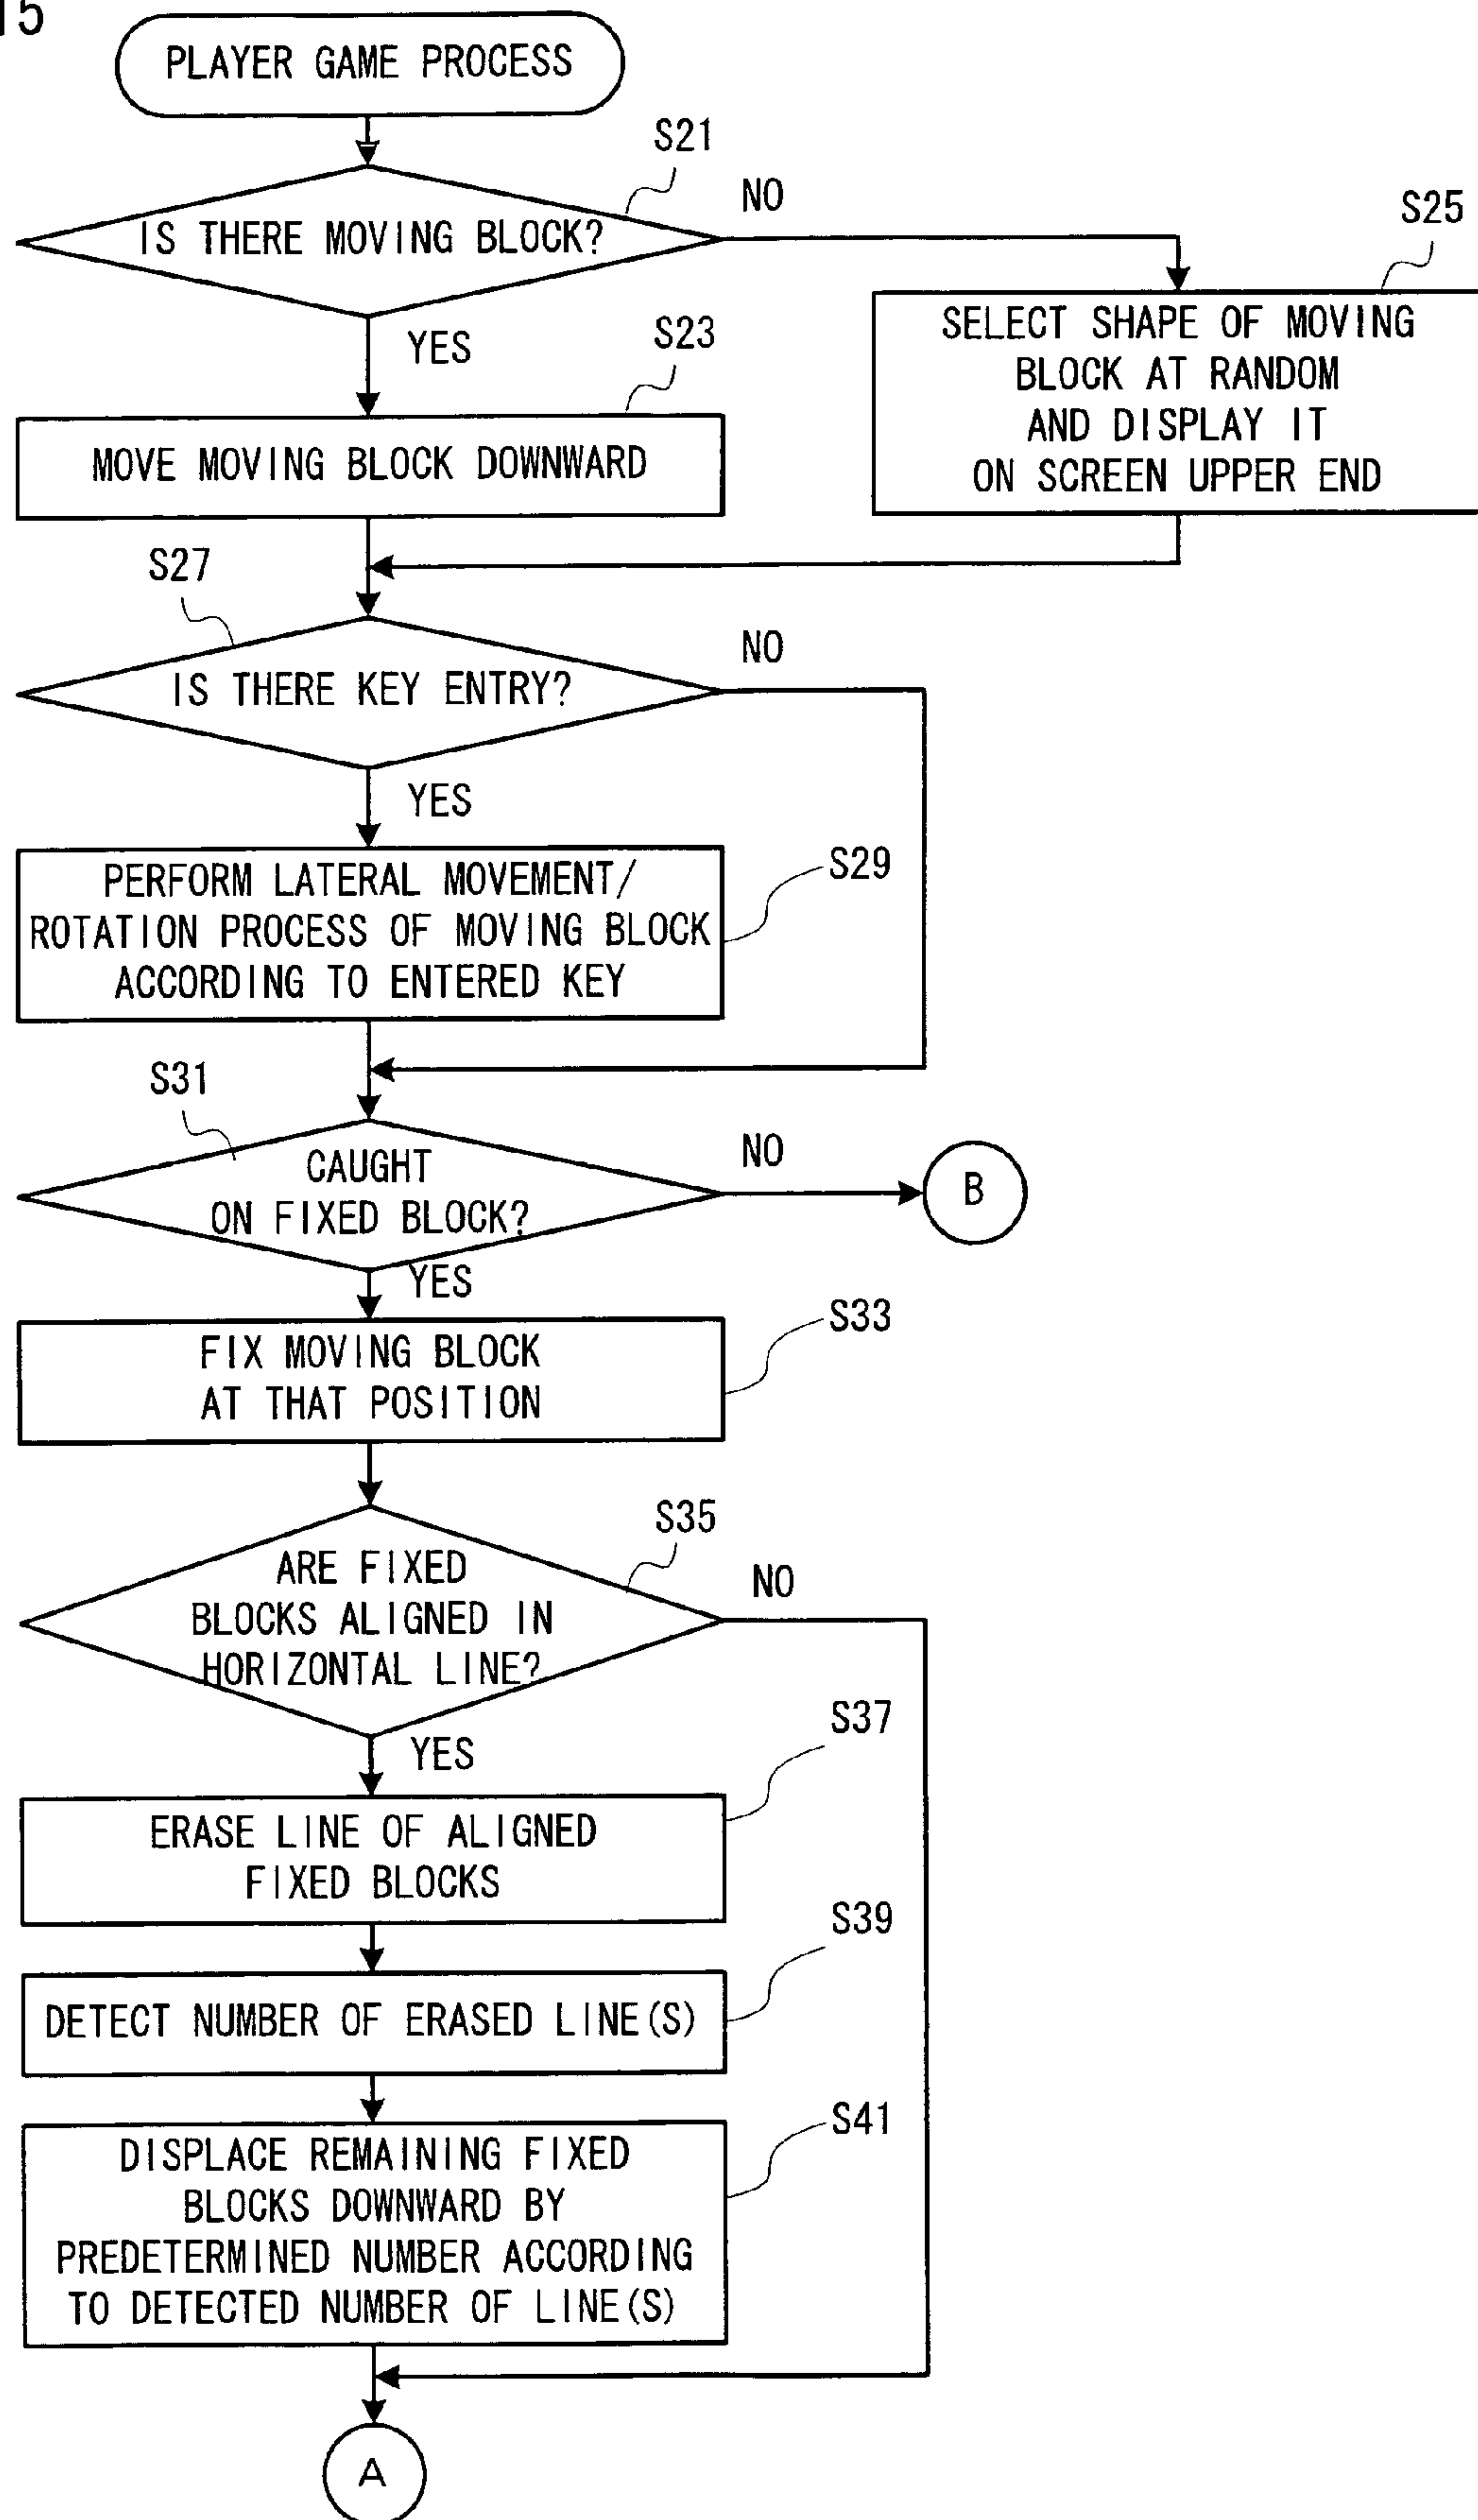 15
PLAYER GAME PROCESS
S21
IS THERE MOVING BLOCK?
NO
YES
S25
SELECT SHAPE OF MOVING
BLOCK AT RANDOM
AND DISPLAY IT
ON SCREEN UPPER END
S23
MOVE MOVING BLOCK DOWNWARD
S27
IS THERE KEY ENTRY?
NO
YES
S29
PERFORM LATERAL MOVEMENT/
ROTATION PROCESS OF MOVING BLOCK
ACCORDING TO ENTERED KEY
S31
CAUGHT
ON FIXED BLOCK?
NO
B
YES
S33
FIX MOVING BLOCK
AT THAT POSITION
S35
ARE FIXED
BLOCKS ALIGNED IN
HORIZONTAL LINE?
NO
YES
S37
ERASE LINE OF ALIGNED
FIXED BLOCKS
S39
DETECT NUMBER OF ERASED LINE(S)
S41
DISPLACE REMAINING FIXED
BLOCKS DOWNWARD BY
PREDETERMINED NUMBER ACCORDING
TO DETECTED NUMBER OF LINE(S)
A